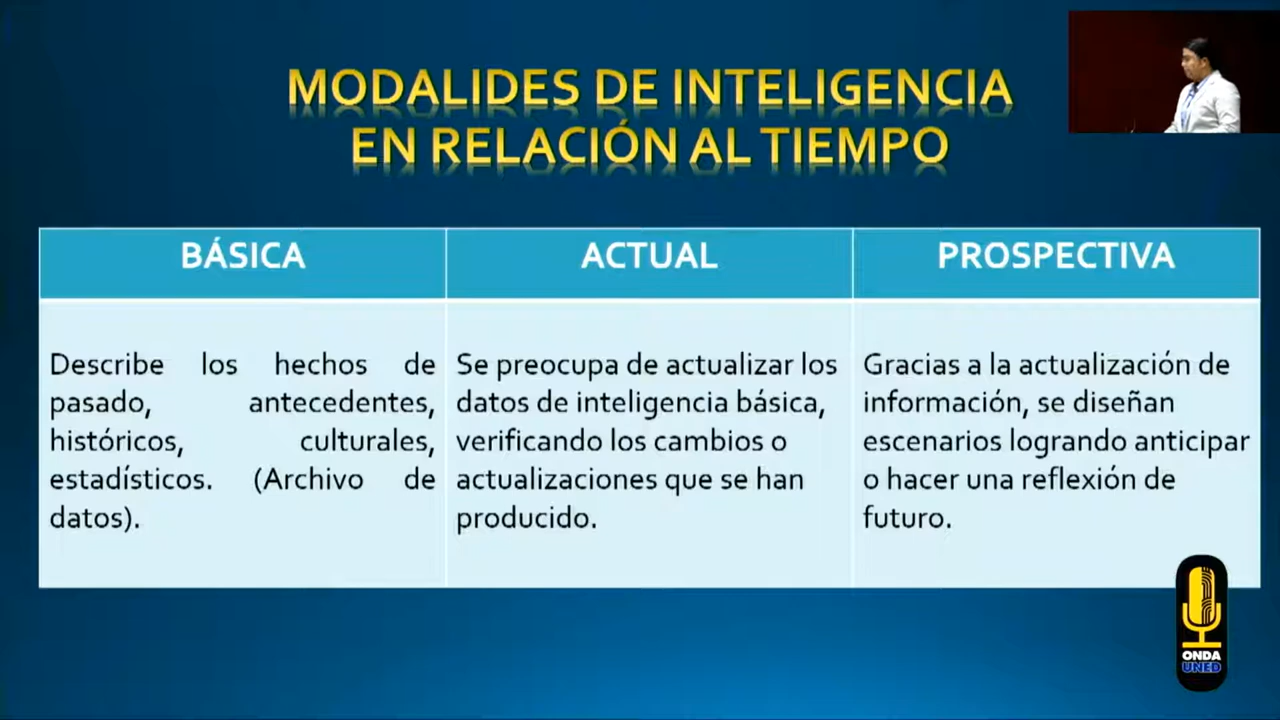 MODALIDES DE INTELIGENCIA
EN RELACIÓN AL TIEMPO
BÁSICA
ACTUAL
PROSPECTIVA
Describe los hechos de
pasado, antecedentes,
históricos, culturales,
estadísticos. (Archivo de
datos).
Se preocupa de actualizar los
datos de inteligencia básica,
verificando los cambios o
actualizaciones que se han
producido.
Gracias a la actualización de
información, se diseñan
escenarios logrando anticipar
o hacer una reflexión de
futuro.
ONDA
UNED